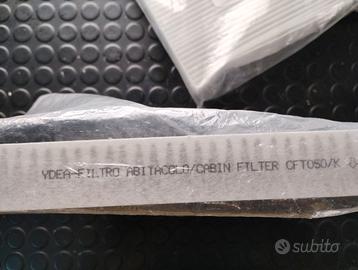 YDEA-FILTRO ABITACOLO/CABIN FILTER CFT050/K
subito